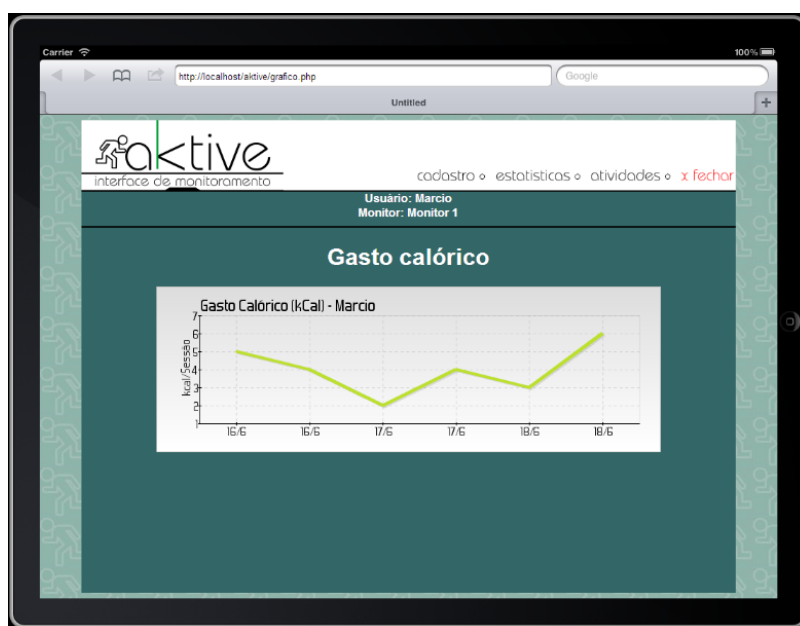 Carrier 100%
http://localhost/aktive/grafico.php Google
Untitled
aktive
interface de monitoramento
cadastro estatisticas atividades x fechar
Usuário: Marcio
Monitor: Monitor 1
Gasto calórico
Gasto Calórico (kCal) - Marcio
kcal/Sessão
7
6
5
4
3
2
1
16/6 16/6 17/6 17/6 18/6 18/6